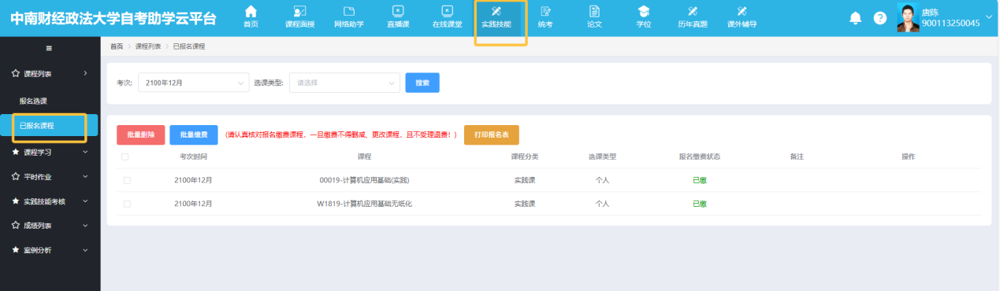 中南财经政法大学自考助学云平台
首页 课程面授 网络助学 直播课 在线课堂 实践技能 统考 论文 学位 历年真题 课外辅导
唐陈
900113250045
首页 > 课程列表 > 已报名课程
课程列表
报名选课
已报名课程
课程学习
平时作业
实践技能考核
成绩列表
案例分析
考次: 2100年12月 选课类型: 请选择 搜索
批量删除 批量缴费 (请认真核对报名缴费课程，一旦缴费不得删减、更改课程，且不受理退费！) 打印报名表
考次时间 课程 课程分类 选课类型 报名缴费状态 备注 操作
2100年12月 00019-计算机应用基础(实践) 实践课 个人 已缴
2100年12月 W1819-计算机应用基础无纸化 实践课 个人 已缴